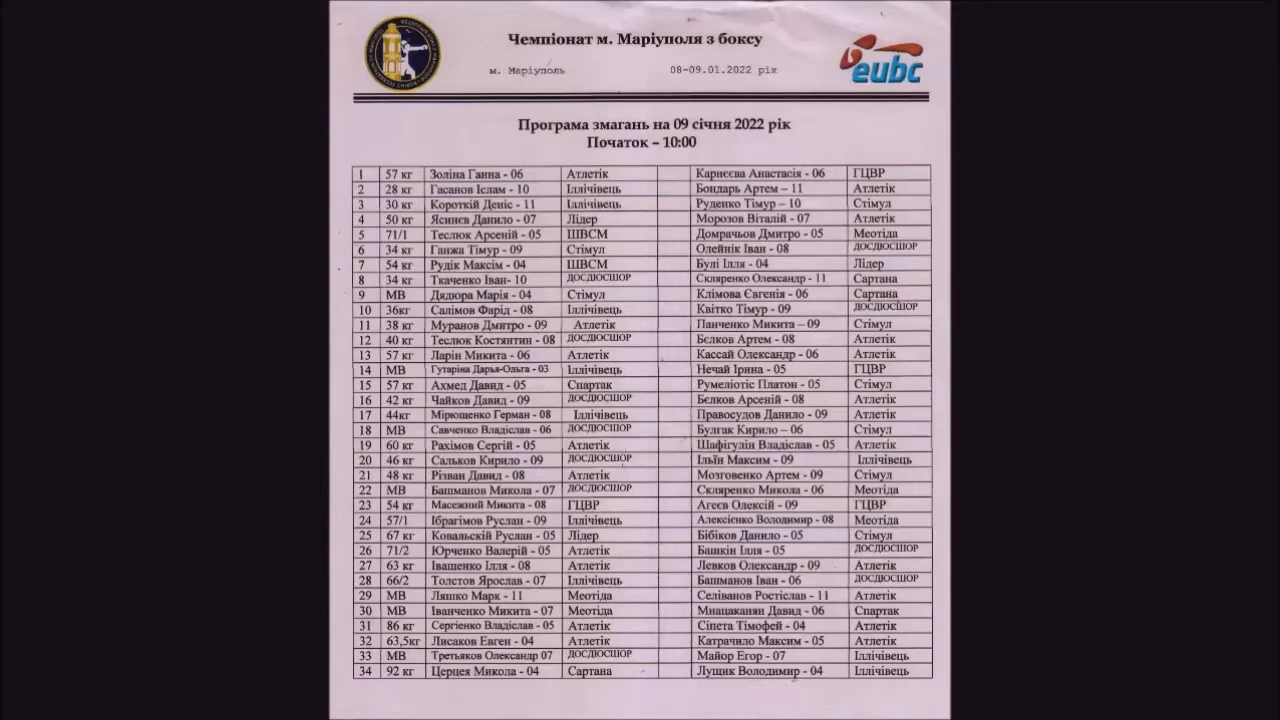 Чемпіонат м. Маріуполя з боксу
м. Маріуполь 08-09.01.2022 рік
eubc
Програма змагань на 09 січня 2022 рік
Початок – 10:00
1 57 кг Золіна Ганна - 06 Атлетік Карнєєва Анастасія - 06 ГЦВР
2 28 кг Гасанов Іслам - 10 Іллічівець Бондарь Артем – 11 Атлетік
3 30 кг Короткій Деніс - 11 Іллічівець Руденко Тімур – 10 Стімул
4 50 кг Ясинєв Данило - 07 Лідер Морозов Віталій - 07 Атлетік
5 71/1 Теслюк Арсеній - 05 ШВСМ Домрачьов Дмитро - 05 Меотіда
6 34 кг Ганжа Тімур - 09 Стімул Олейнік Іван - 08 ДОСДЮСШОР
7 54 кг Рудік Максім - 04 ШВСМ Булі Ілля - 04 Лідер
8 34 кг Ткаченко Іван- 10 ДОСДЮСШОР Скляренко Олександр - 11 Сартана
9 МВ Дядюра Марія - 04 Стімул Клімова Євгенія - 06 Сартана
10 36кг Салімов Фарід - 08 Іллічівець Квітко Тімур - 09 ДОСДЮСШОР
11 38 кг Муранов Дмитро - 09 Атлетік Панченко Микита – 09 Стімул
12 40 кг Теслюк Костянтин - 08 ДОСДЮСШОР Бєлков Артем - 08 Атлетік
13 57 кг Ларін Микита - 06 Атлетік Кассай Олександр - 06 Атлетік
14 МВ Гутаріна Дарья-Ольга - 03 Іллічівець Нечай Ірина - 05 ГЦВР
15 57 кг Ахмед Давид - 05 Спартак Румеліотіс Платон - 05 Стімул
16 42 кг Чайков Давид - 09 ДОСДЮСШОР Бєлков Арсеній - 08 Атлетік
17 44кг Мірющенко Герман - 08 Іллічівець Правосудов Данило - 09 Атлетік
18 МВ Савченко Владіслав - 06 ДОСДЮСШОР Булгак Кирило – 06 Стімул
19 60 кг Рахімов Сергій - 05 Атлетік Шафігулін Владіслав - 05 Атлетік
20 46 кг Сальков Кирило - 09 ДОСДЮСШОР Ільїн Максим - 09 Іллічівець
21 48 кг Різван Давид - 08 Атлетік Мозговенко Артем - 09 Стімул
22 МВ Башманов Микола - 07 ДОСДЮСШОР Скляренко Микола - 06 Меотіда
23 54 кг Масежний Микита - 08 ГЦВР Агеєв Олексій - 09 ГЦВР
24 57/1 Ібрагімов Руслан - 09 Іллічівець Алексієнко Володимир - 08 Меотіда
25 67 кг Ковальскій Руслан - 05 Лідер Бібіков Данило - 05 Стімул
26 71/2 Юрченко Валерій - 05 Атлетік Башкін Ілля - 05 ДОСДЮСШОР
27 63 кг Іващенко Ілля - 08 Атлетік Левков Олександр - 09 Атлетік
28 66/2 Толстов Ярослав - 07 Іллічівець Башманов Іван - 06 ДОСДЮСШОР
29 МВ Ляшко Марк - 11 Меотіда Селіванов Ростіслав - 11 Атлетік
30 МВ Іванченко Микита - 07 Меотіда Мнацаканян Давид - 06 Спартак
31 86 кг Сергієнко Владіслав - 05 Атлетік Сіпета Тімофей - 04 Атлетік
32 63,5кг Лисаков Евген - 04 Атлетік Катрачило Максим - 05 Атлетік
33 МВ Третьяков Олександр 07 ДОСДЮСШОР Майор Егор - 07 Іллічівець
34 92 кг Церцея Микола - 04 Сартана Лущик Володимир - 04 Іллічівець